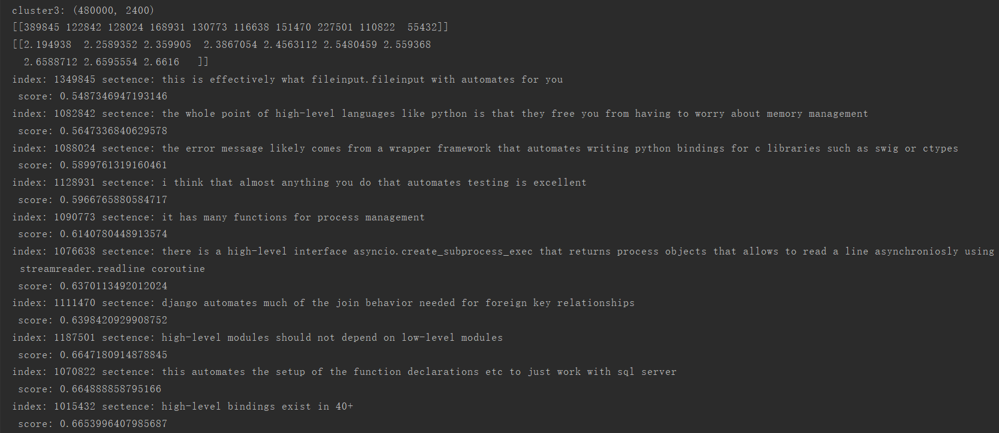 cluster3: (480000, 2400)
[[389845 122842 128024 168931 130773 116638 151470 227501 110822  55432]]
[[2.194938  2.2589352 2.359905  2.3867054 2.4563112 2.5480459 2.559368
  2.6588712 2.6595554 2.6616   ]]
index: 1349845 sectence: this is effectively what fileinput.fileinput with automates for you
 score: 0.5487346947193146
index: 1082842 sectence: the whole point of high-level languages like python is that they free you from having to worry about memory management
 score: 0.5647336840629578
index: 1088024 sectence: the error message likely comes from a wrapper framework that automates writing python bindings for c libraries such as swig or ctypes
 score: 0.5899761319160461
index: 1128931 sectence: i think that almost anything you do that automates testing is excellent
 score: 0.5966765880584717
index: 1090773 sectence: it has many functions for process management
 score: 0.6140780448913574
index: 1076638 sectence: there is a high-level interface asyncio.create_subprocess_exec that returns process objects that allows to read a line asynchroniosly using
streamreader.readline coroutine
 score: 0.6370113492012024
index: 1111470 sectence: django automates much of the join behavior needed for foreign key relationships
 score: 0.6398420929908752
index: 1187501 sectence: high-level modules should not depend on low-level modules
 score: 0.6647180914878845
index: 1070822 sectence: this automates the setup of the function declarations etc to just work with sql server
 score: 0.664888858795166
index: 1015432 sectence: high-level bindings exist in 40+
 score: 0.6653996407985687